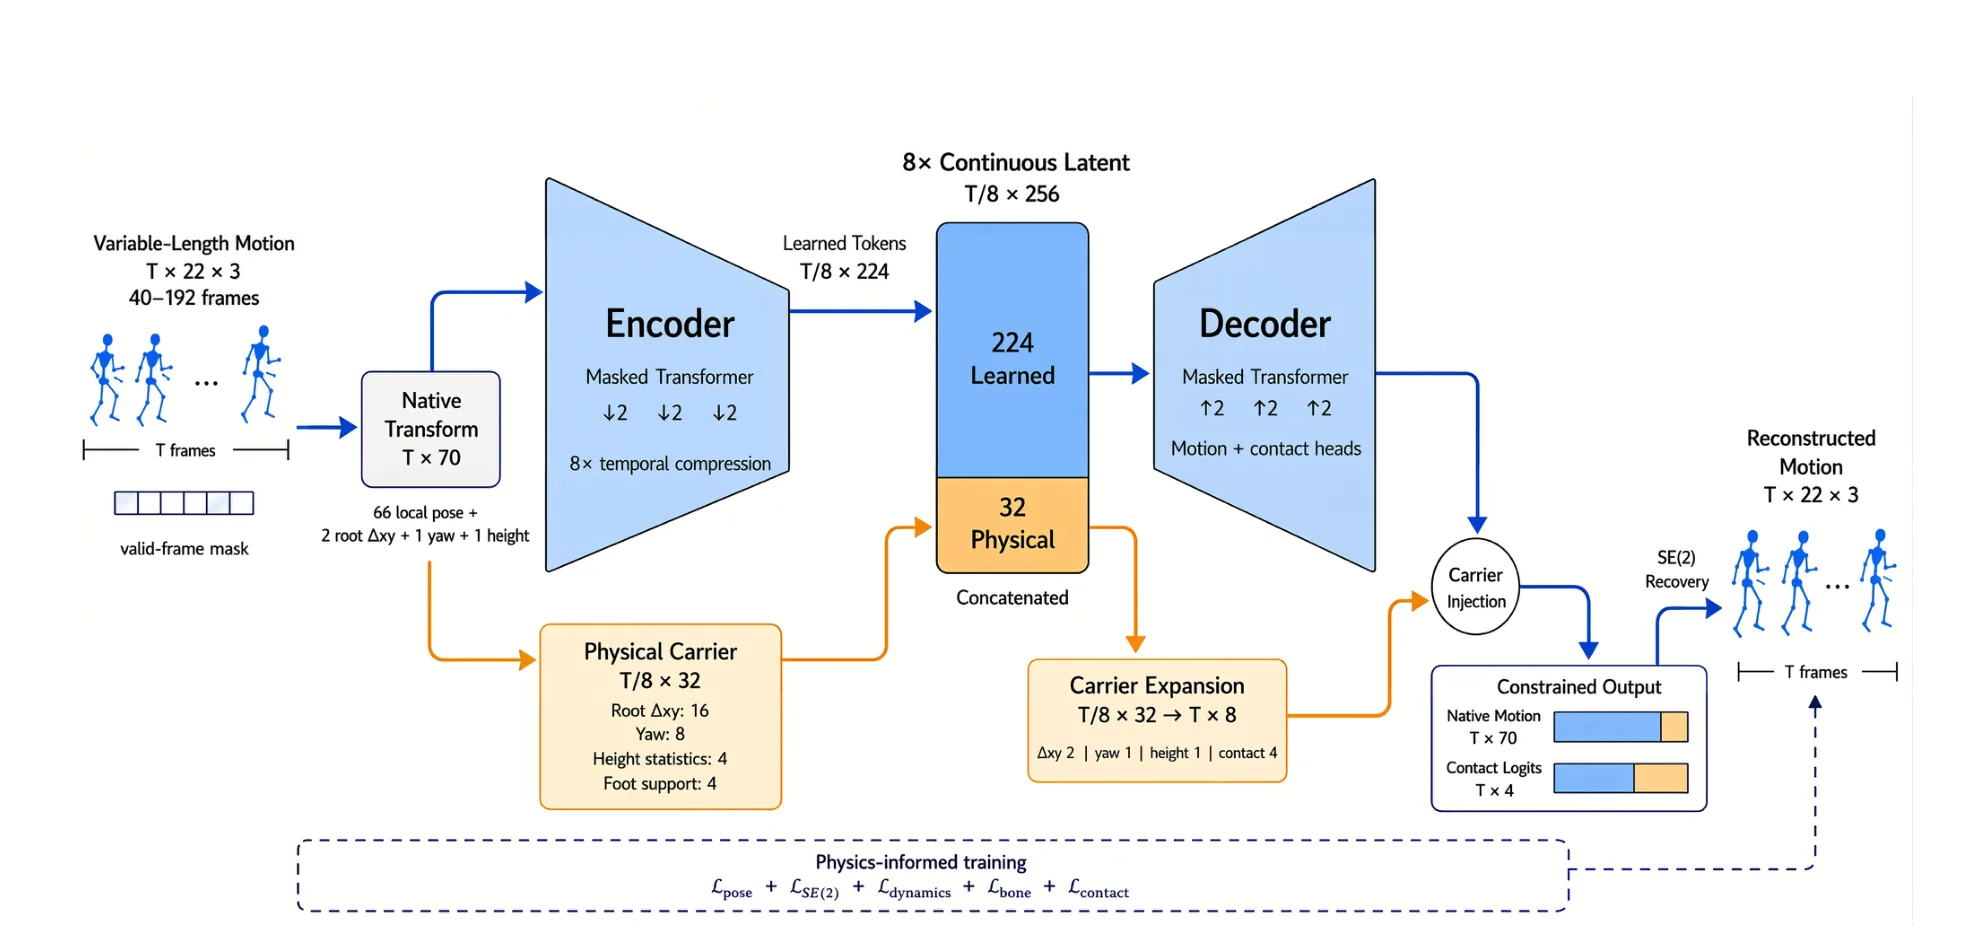 Variable-Length Motion
T × 22 × 3
40–192 frames
...
T frames
valid-frame mask
Native
Transform
T × 70
66 local pose +
2 root Δxy + 1 yaw + 1 height
Encoder
Masked Transformer
↓2 ↓2 ↓2
8× temporal compression
Physical Carrier
T/8 × 32
Root Δxy: 16
Yaw: 8
Height statistics: 4
Foot support: 4
Learned Tokens
T/8 × 224
8× Continuous Latent
T/8 × 256
224
Learned
32
Physical
Concatenated
Decoder
Masked Transformer
↑2 ↑2 ↑2
Motion + contact heads
Carrier Expansion
T/8 × 32 → T × 8
Δxy 2 | yaw 1 | height 1 | contact 4
Carrier
Injection
Constrained Output
Native Motion
T × 70
Contact Logits
T × 4
SE(2)
Recovery
Reconstructed
Motion
T × 22 × 3
...
T frames
Physics-informed training
ℒpose + ℒSE(2) + ℒdynamics + ℒbone + ℒcontact